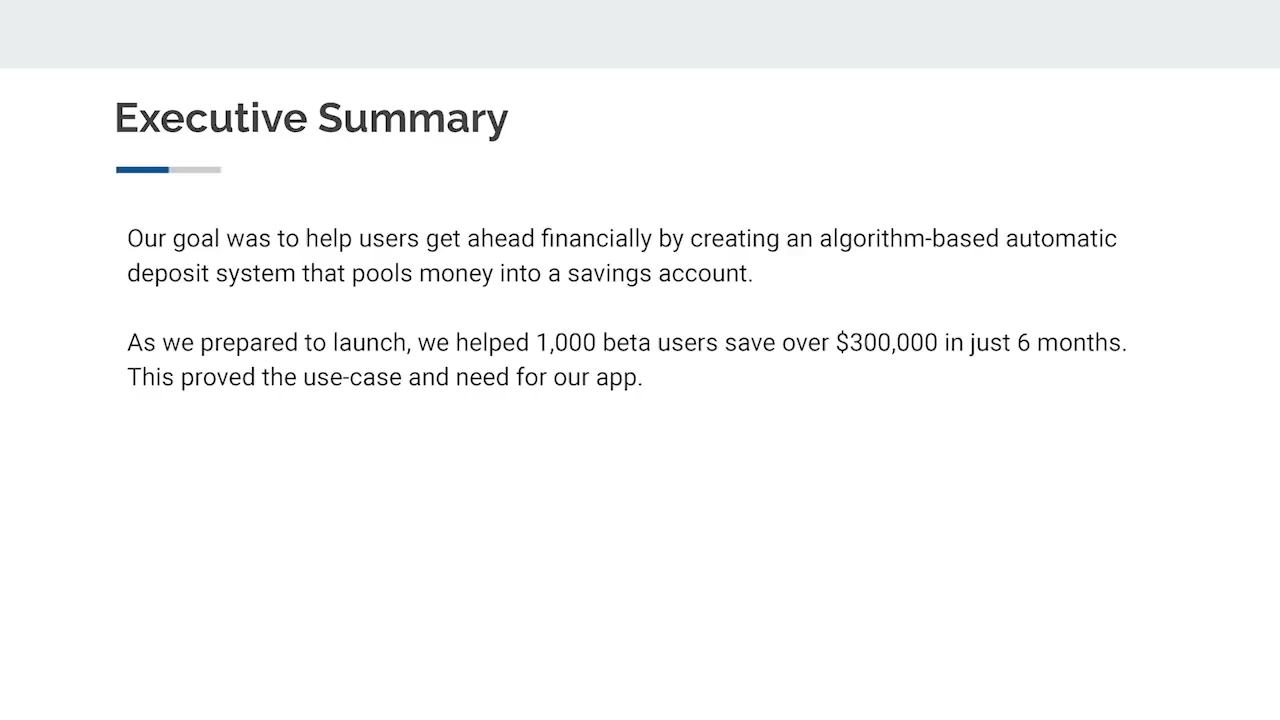 Executive Summary
Our goal was to help users get ahead financially by creating an algorithm-based automatic
deposit system that pools money into a savings account.
As we prepared to launch, we helped 1,000 beta users save over $300,000 in just 6 months.
This proved the use-case and need for our app.